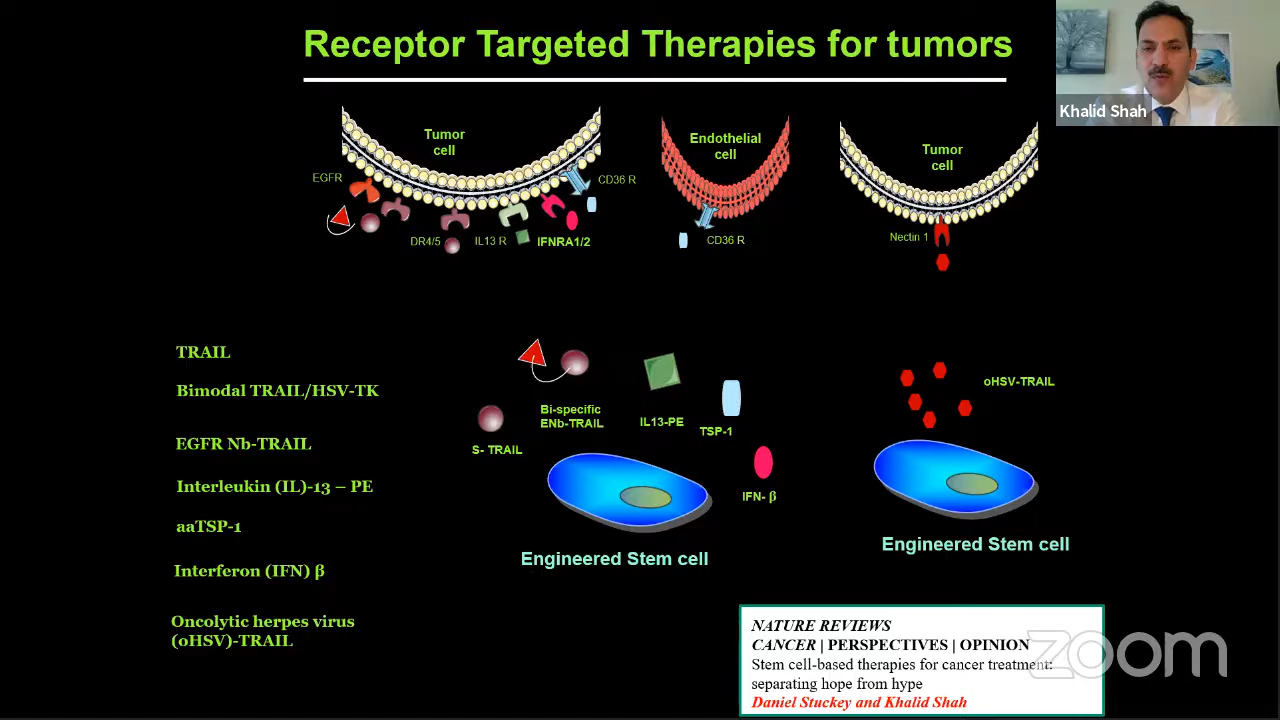 Receptor Targeted Therapies for tumors
Khalid Shah
Tumor
cell
EGFR
CD36 R
DR4/5
IL13 R
IFNRA1/2
Endothelial
cell
CD36 R
Tumor
cell
Nectin 1
TRAIL
Bimodal TRAIL/HSV-TK
EGFR Nb-TRAIL
Interleukin (IL)-13 – PE
aaTSP-1
Interferon (IFN) β
Oncolytic herpes virus
(oHSV)-TRAIL
S- TRAIL
Bi-specific
ENb-TRAIL
IL13-PE
TSP-1
IFN- β
Engineered Stem cell
oHSV-TRAIL
Engineered Stem cell
NATURE REVIEWS
CANCER | PERSPECTIVES | OPINION
Stem cell-based therapies for cancer treatment:
separating hope from hype
Daniel Stuckey and Khalid Shah
zoom